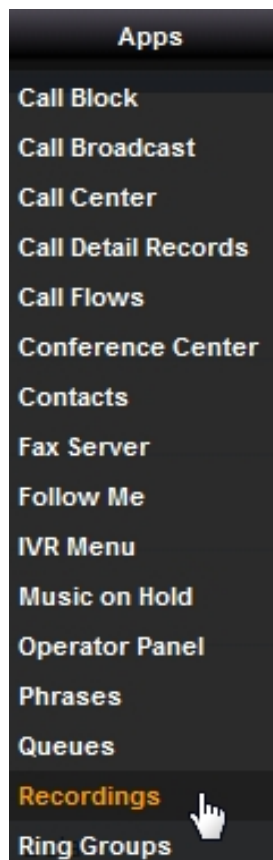 Apps
Call Block
Call Broadcast
Call Center
Call Detail Records
Call Flows
Conference Center
Contacts
Fax Server
Follow Me
IVR Menu
Music on Hold
Operator Panel
Phrases
Queues
Recordings
Ring Groups